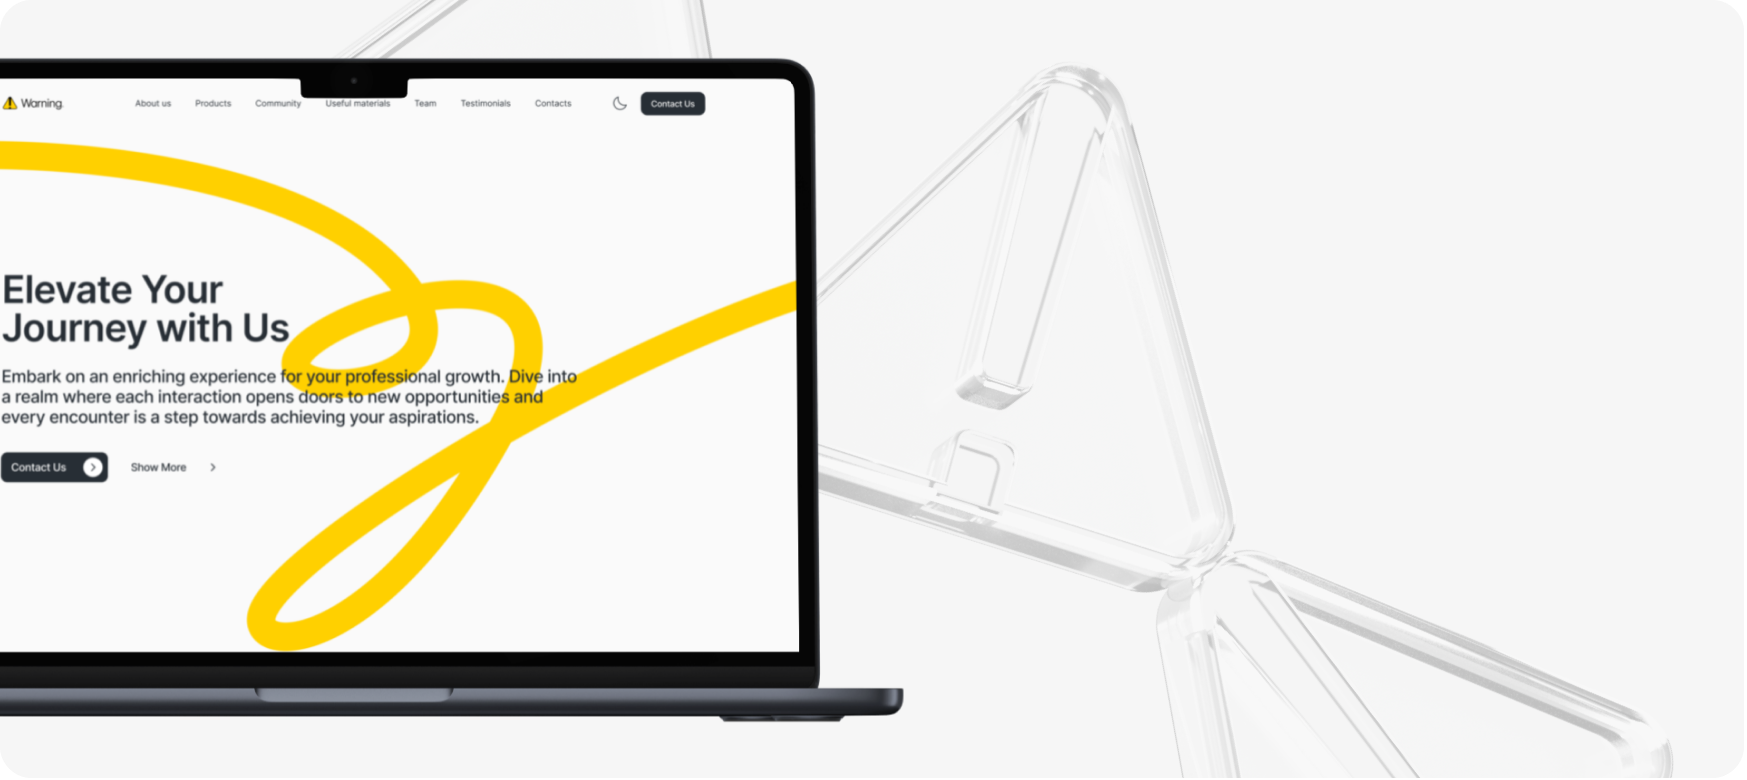 Warning.
About us
Products
Community
Useful materials
Team
Testimonials
Contacts
Contact Us
Elevate Your
Journey with Us
Embark on an enriching experience for your professional growth. Dive into
a realm where each interaction opens doors to new opportunities and
every encounter is a step towards achieving your aspirations.
Contact Us
Show More